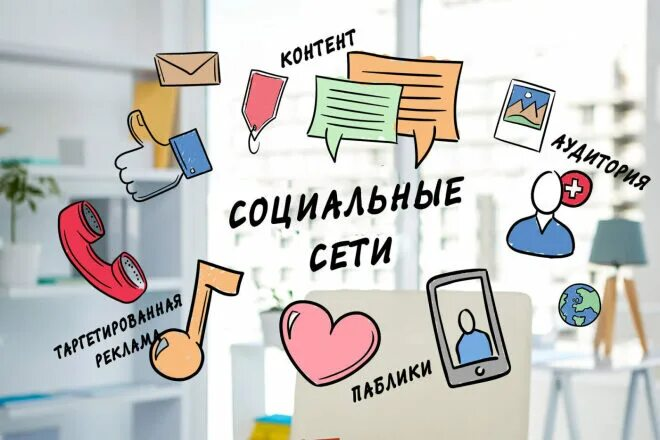 КОНТЕНТ
АУДИТОРИЯ
СОЦИАЛЬНЫЕ
СЕТИ
ТАРГЕТИРОВАННАЯ
РЕКЛАМА
ПАБЛИКИ